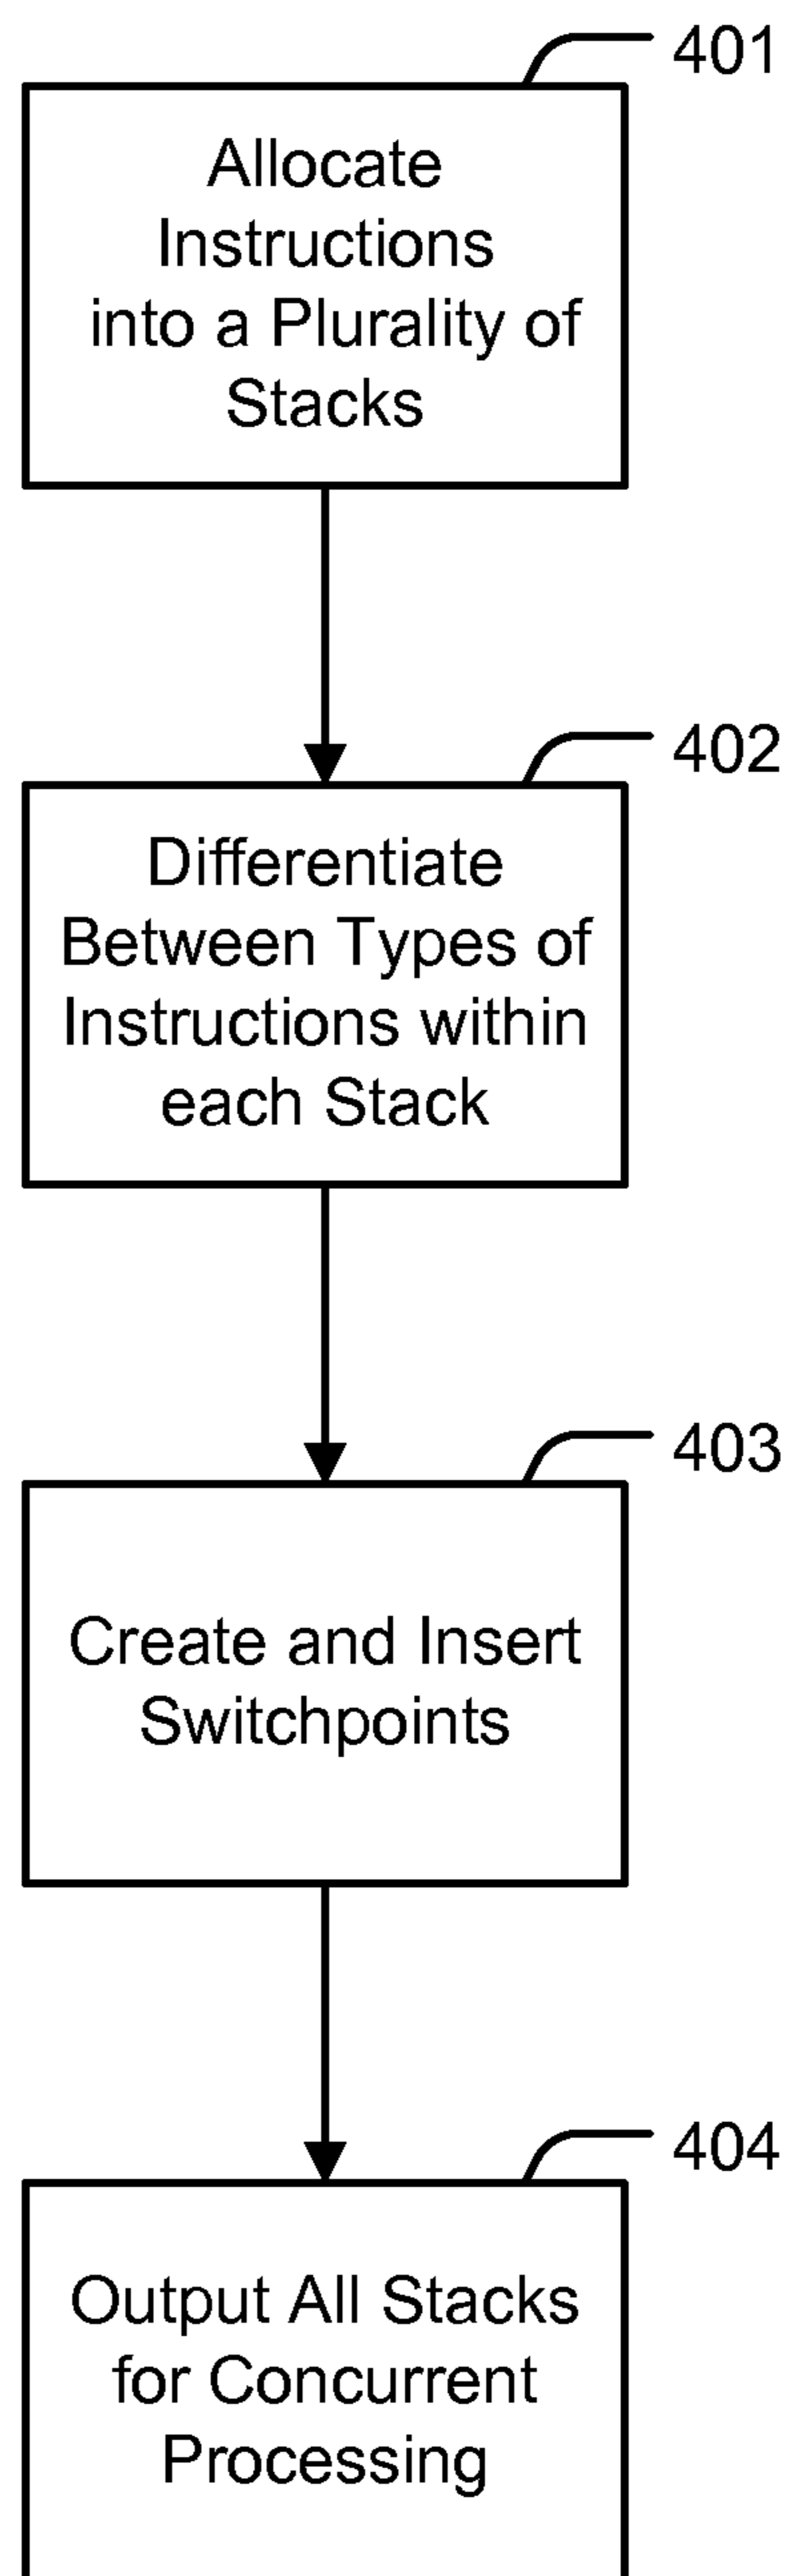 401
Allocate
Instructions
into a Plurality of
Stacks
402
Differentiate
Between Types of
Instructions within
each Stack
403
Create and Insert
Switchpoints
404
Output All Stacks
for Concurrent
Processing